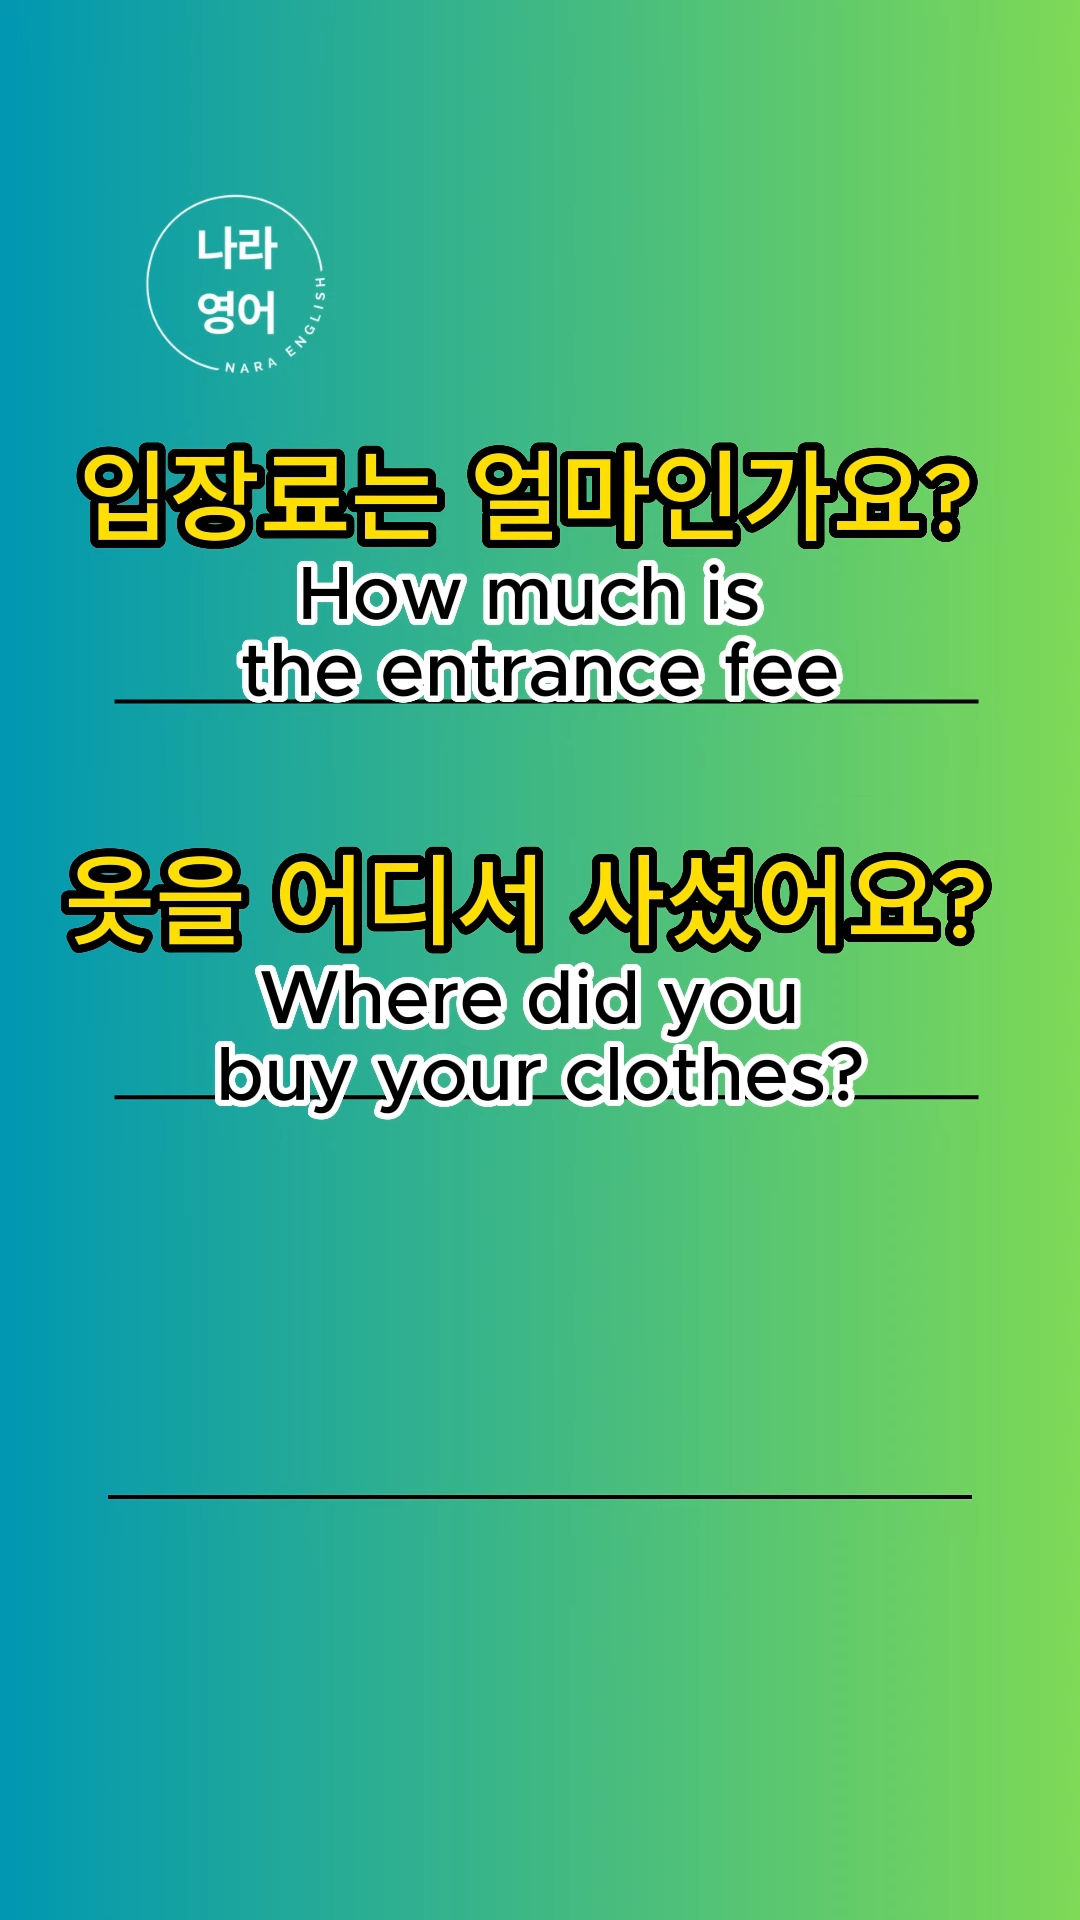 나라
영어
NARA ENGLISH
입장료는 얼마인가요?
How much is
the entrance fee
옷을 어디서 사셨어요?
Where did you
buy your clothes?